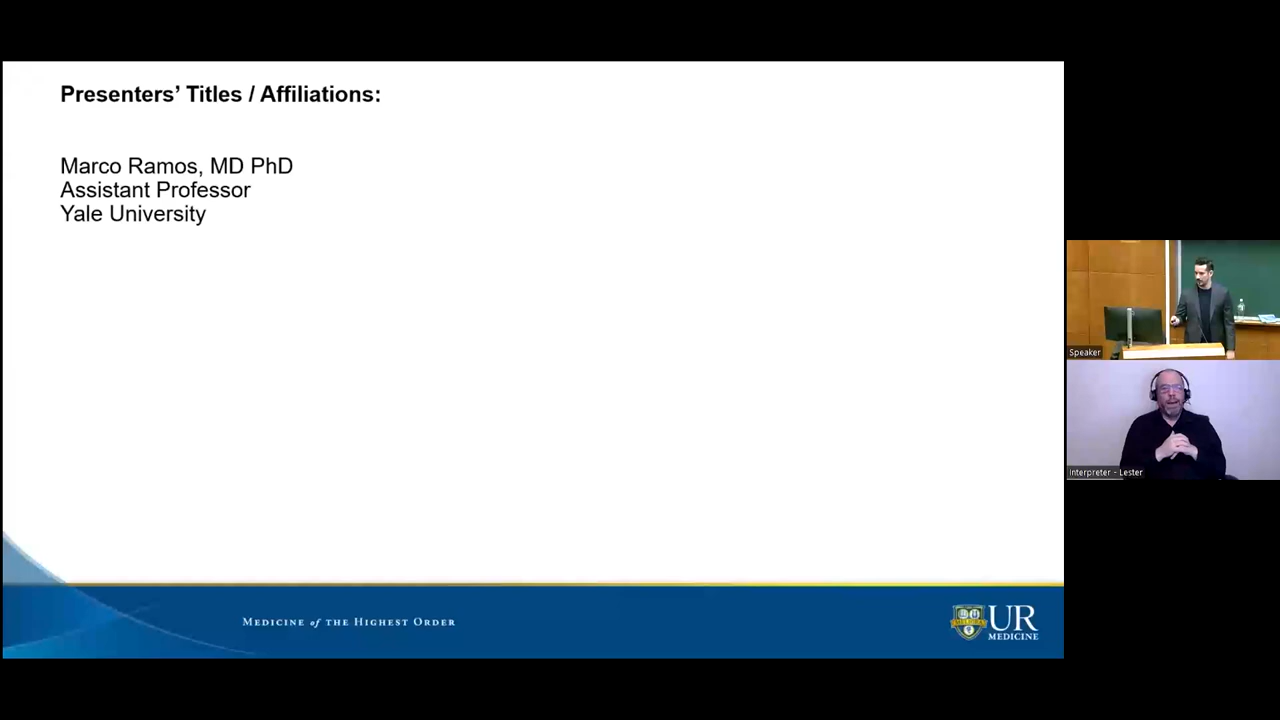 Presenters’ Titles / Affiliations:
Marco Ramos, MD PhD
Assistant Professor
Yale University
MEDICINE of THE HIGHEST ORDER
UR
MEDICINE
Speaker
Interpreter - Lester